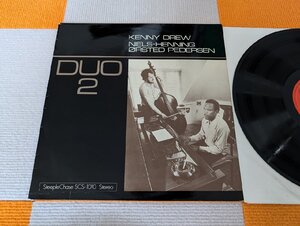 KENNY DREW
NIELS-HENNING
ØRSTED PEDERSEN
DUO
2
SteepleChase SCS-1010 Stereo